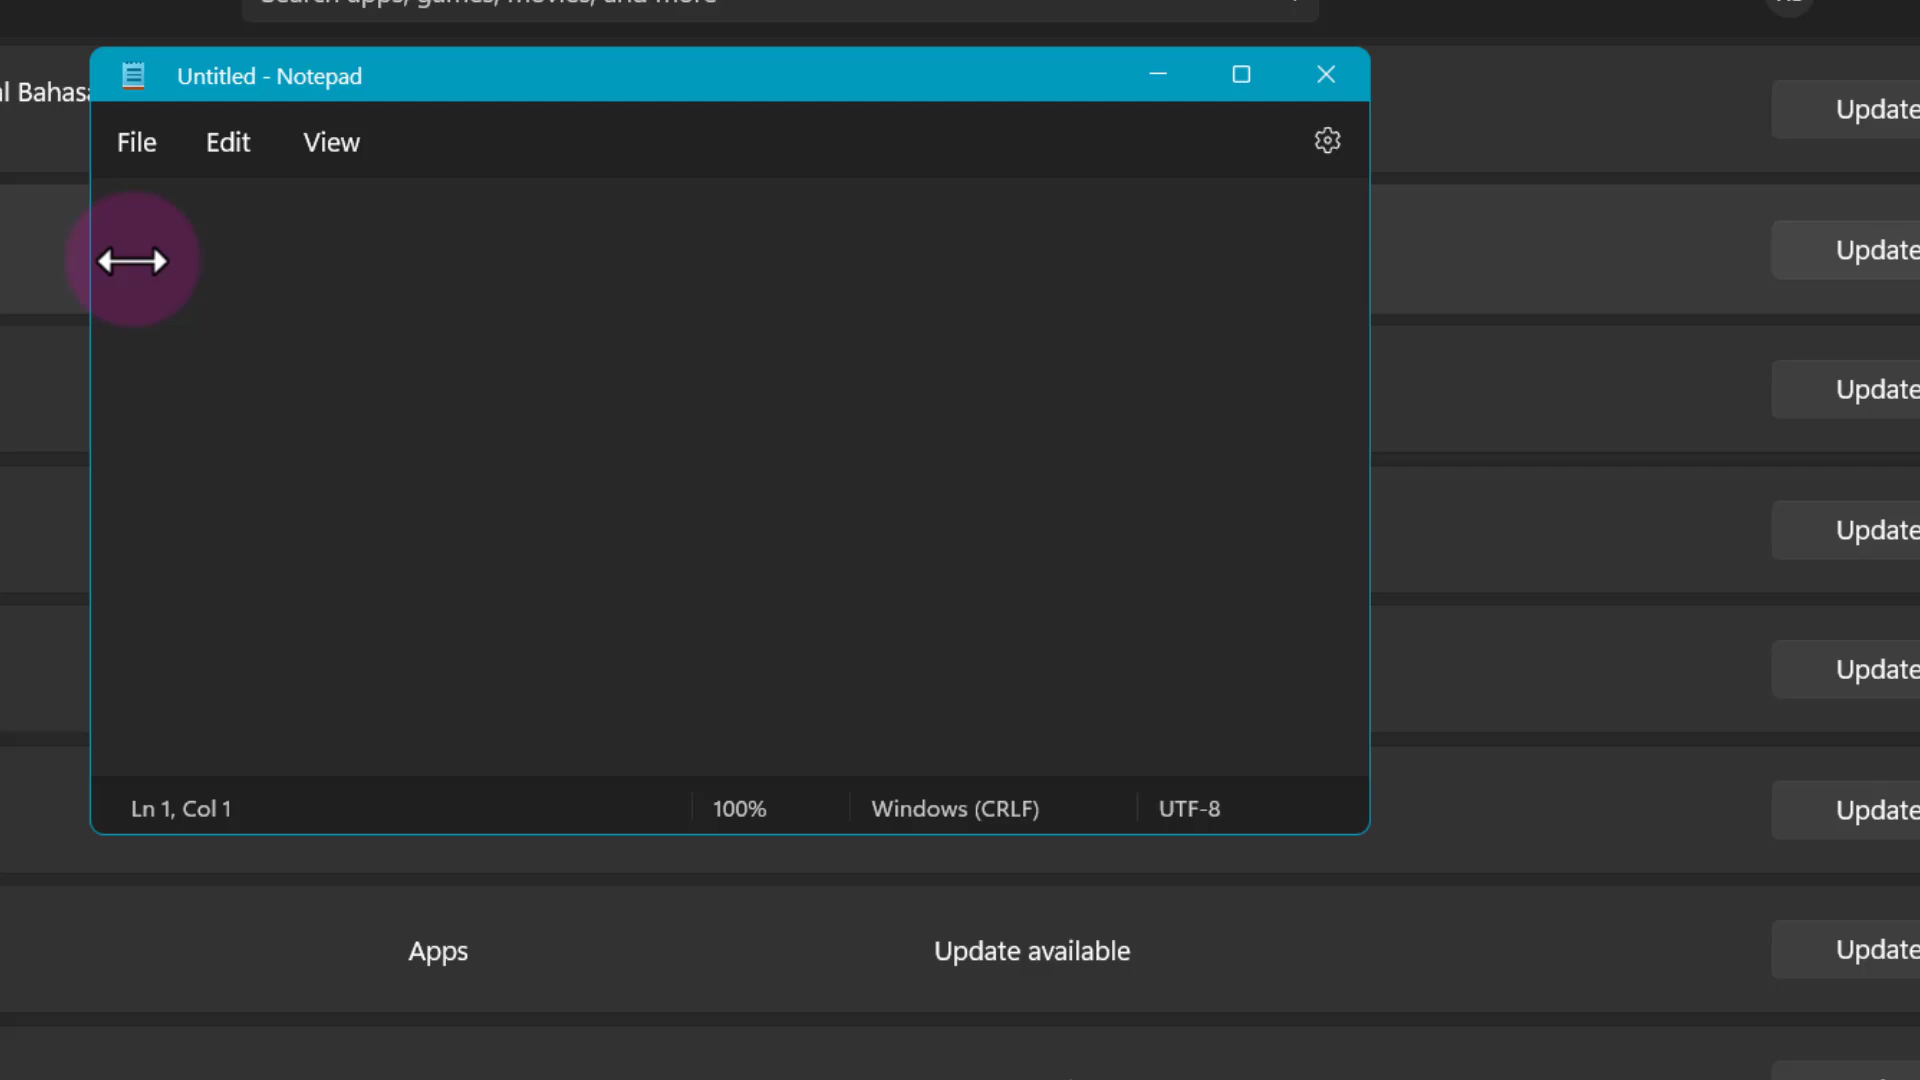 Untitled - Notepad
l Bahasa
Update
File Edit View
Update
Update
Update
Update
Ln 1, Col 1 100% Windows (CRLF) UTF-8
Update
Apps Update available Update